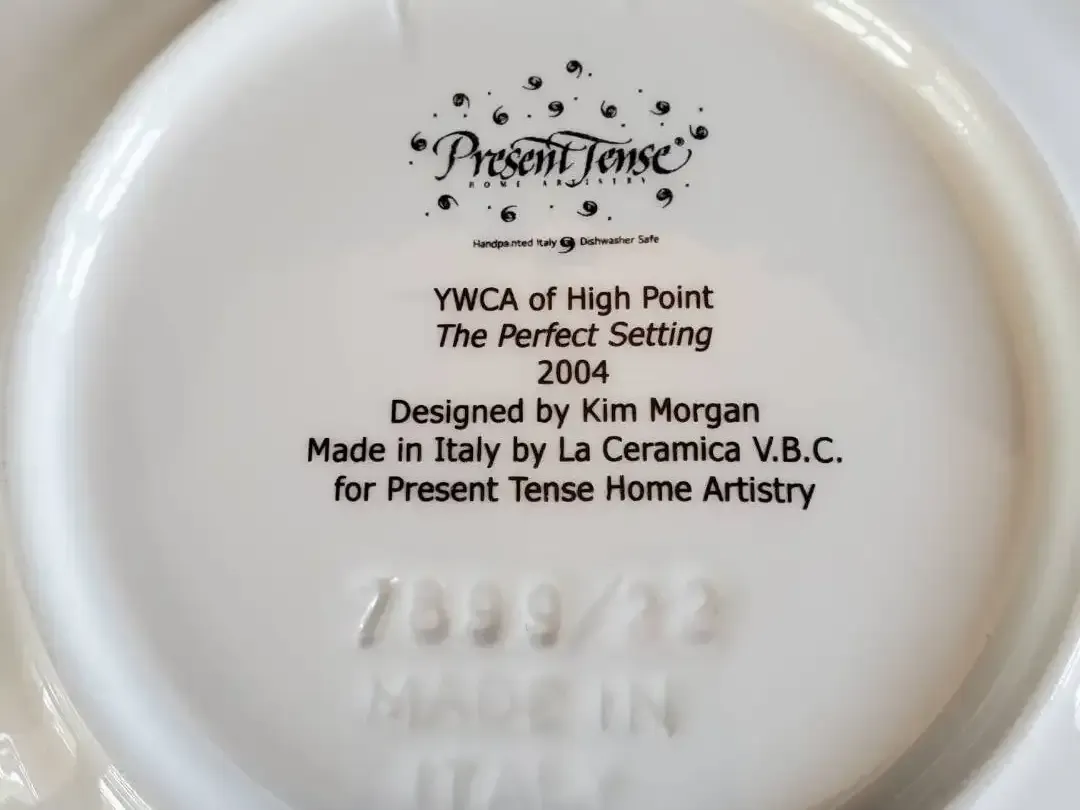 Present Tense®
HOME ARTISTRY
Handpainted Italy Dishwasher Safe
YWCA of High Point
The Perfect Setting
2004
Designed by Kim Morgan
Made in Italy by La Ceramica V.B.C.
for Present Tense Home Artistry
MADE IN
ITALY